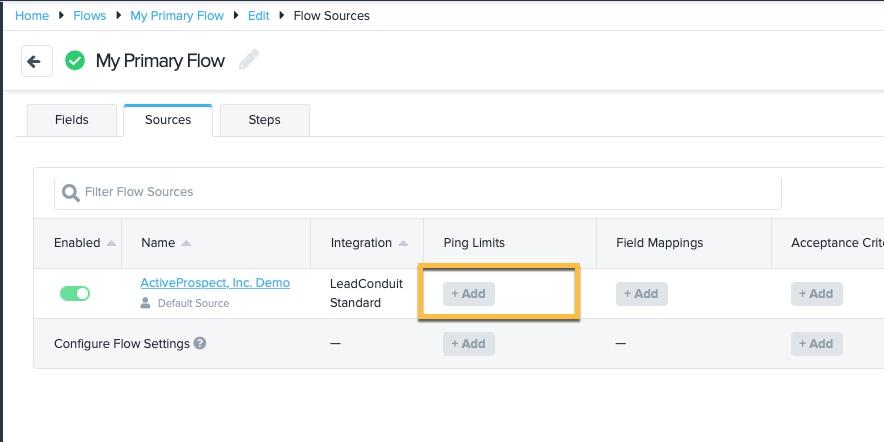 Home Flows My Primary Flow Edit Flow Sources
My Primary Flow
Fields Sources Steps
Filter Flow Sources
Enabled Name Integration Ping Limits Field Mappings Acceptance Crite
ActiveProspect, Inc. Demo LeadConduit + Add + Add + Add
Default Source Standard
Configure Flow Settings ? — + Add — + Add